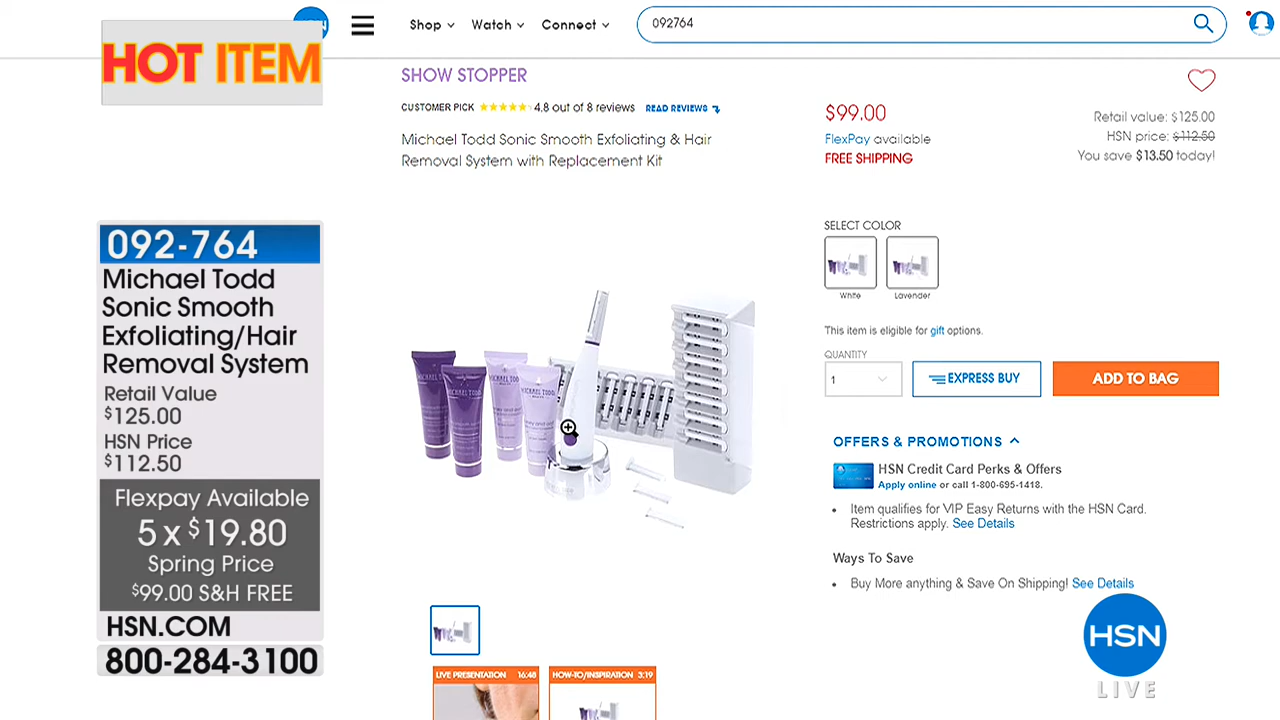 HOT ITEM
Shop
Watch
Connect
092764
SHOW STOPPER
CUSTOMER PICK 4.8 out of 8 reviews READ REVIEWS
Michael Todd Sonic Smooth Exfoliating & Hair
Removal System with Replacement Kit
$99.00
FlexPay available
FREE SHIPPING
Retail value: $125.00
HSN price: $112.50
You save $13.50 today!
092-764
Michael Todd
Sonic Smooth
Exfoliating/Hair
Removal System
Retail Value
$125.00
HSN Price
$112.50
Flexpay Available
5 x $19.80
Spring Price
$99.00 S&H FREE
HSN.COM
800-284-3100
MICHAEL TODD
SELECT COLOR
White
Lavender
This item is eligible for gift options.
QUANTITY
1
EXPRESS BUY
ADD TO BAG
OFFERS & PROMOTIONS
HSN Credit Card Perks & Offers
Apply online or call 1-800-695-1418.
• Item qualifies for VIP Easy Returns with the HSN Card.
Restrictions apply. See Details
Ways To Save
• Buy More anything & Save On Shipping! See Details
LIVE PRESENTATION 16:48
HOW-TO/INSPIRATION 3:19
HSN
LIVE